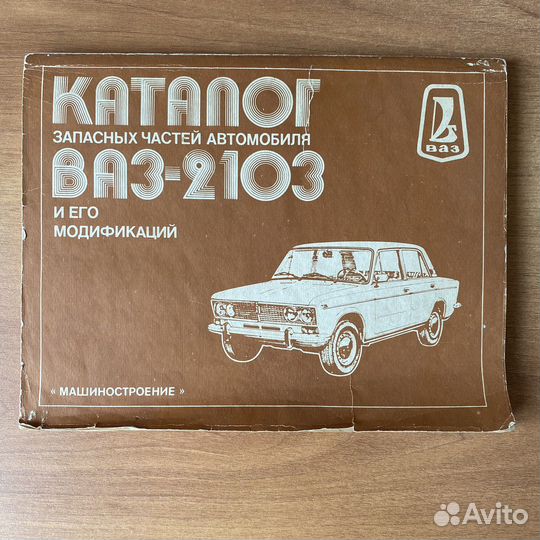 КАТАЛОГ
ЗАПАСНЫХ ЧАСТЕЙ АВТОМОБИЛЯ
ВАЗ-2103
И ЕГО
МОДИФИКАЦИЙ
ВАЗ
« МАШИНОСТРОЕНИЕ »
Avito